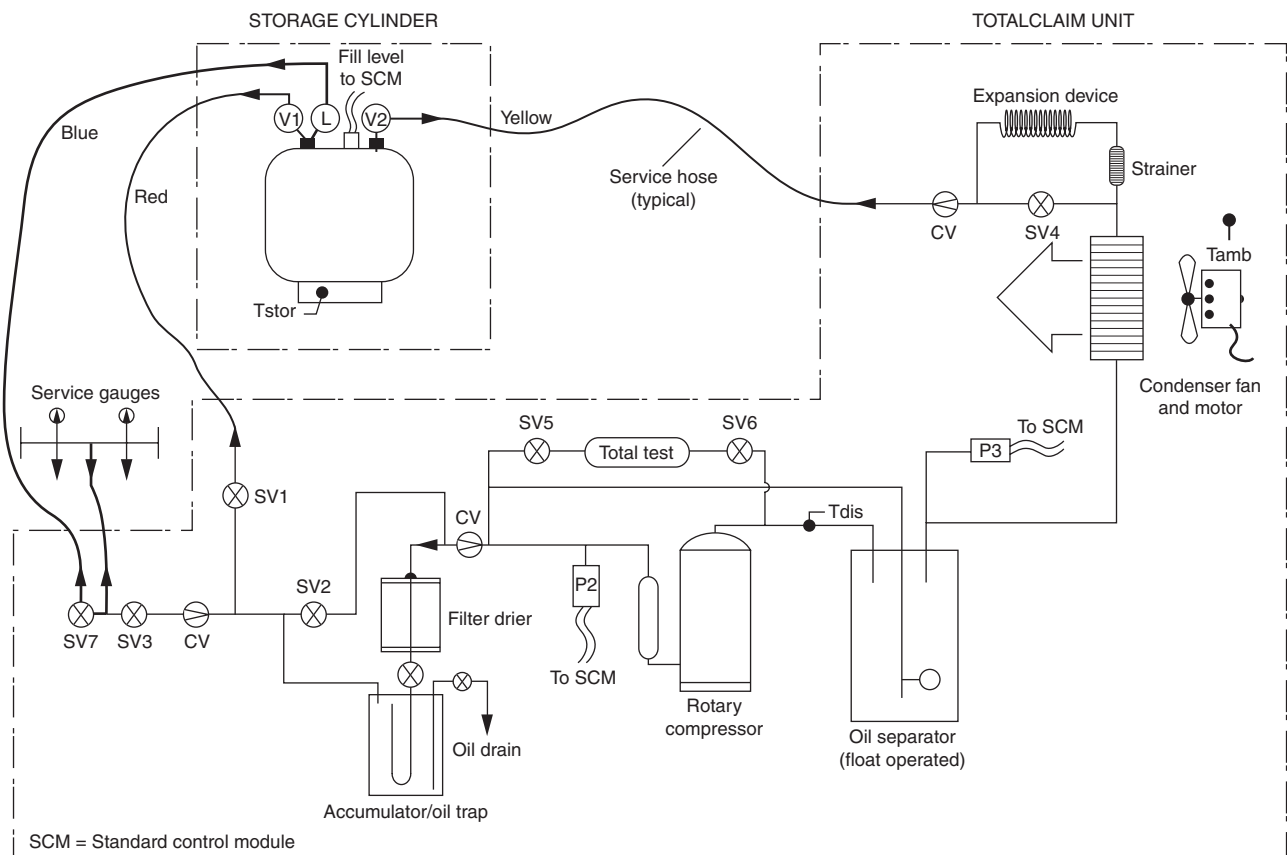 STORAGE CYLINDER
TOTALCLAIM UNIT
Fill level
to SCM
V1
L
V2
Yellow
Blue
Red
Service hose
(typical)
Expansion device
Strainer
CV
SV4
Tamb
Tstor
Condenser fan
and motor
Service gauges
SV5
Total test
SV6
To SCM
P3
SV1
CV
Tdis
SV2
P2
Filter drier
SV7
SV3
CV
To SCM
Rotary
compressor
Oil separator
(float operated)
Oil drain
Accumulator/oil trap
SCM = Standard control module